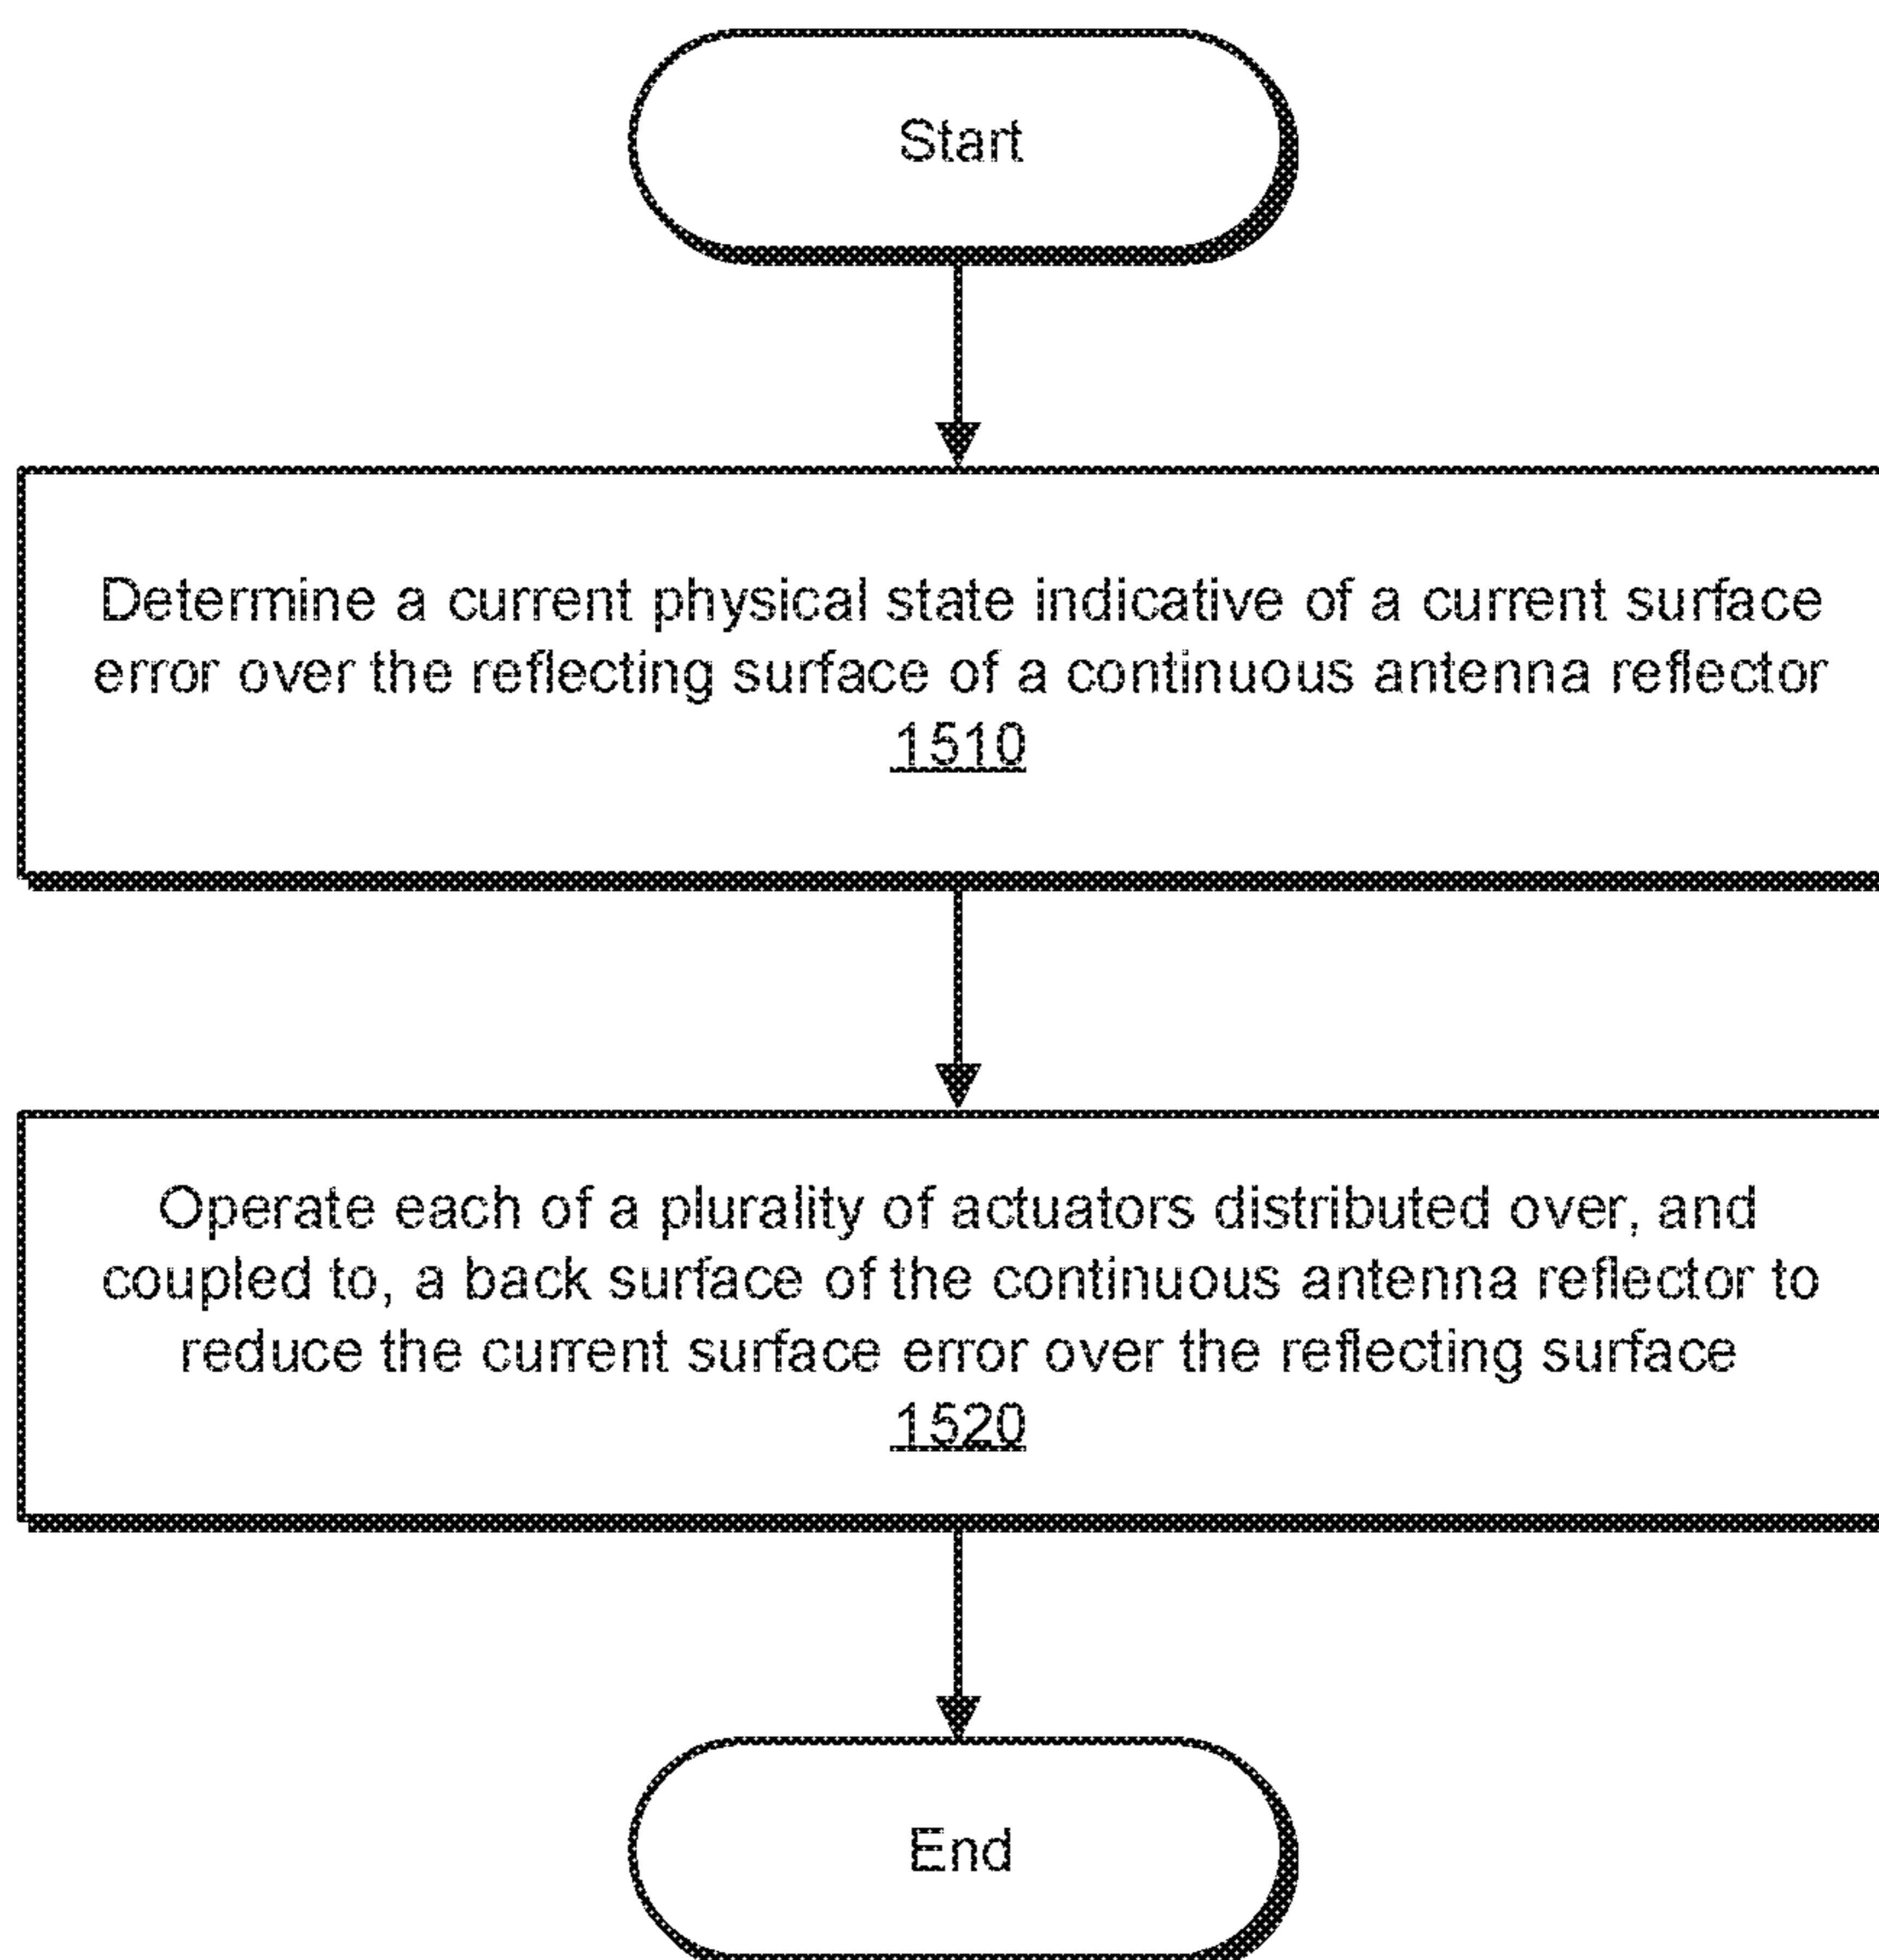 Start
Determine a current physical state indicative of a current surface
error over the reflecting surface of a continuous antenna reflector
1510
Operate each of a plurality of actuators distributed over, and
coupled to, a back surface of the continuous antenna reflector to
reduce the current surface error over the reflecting surface
1520
End